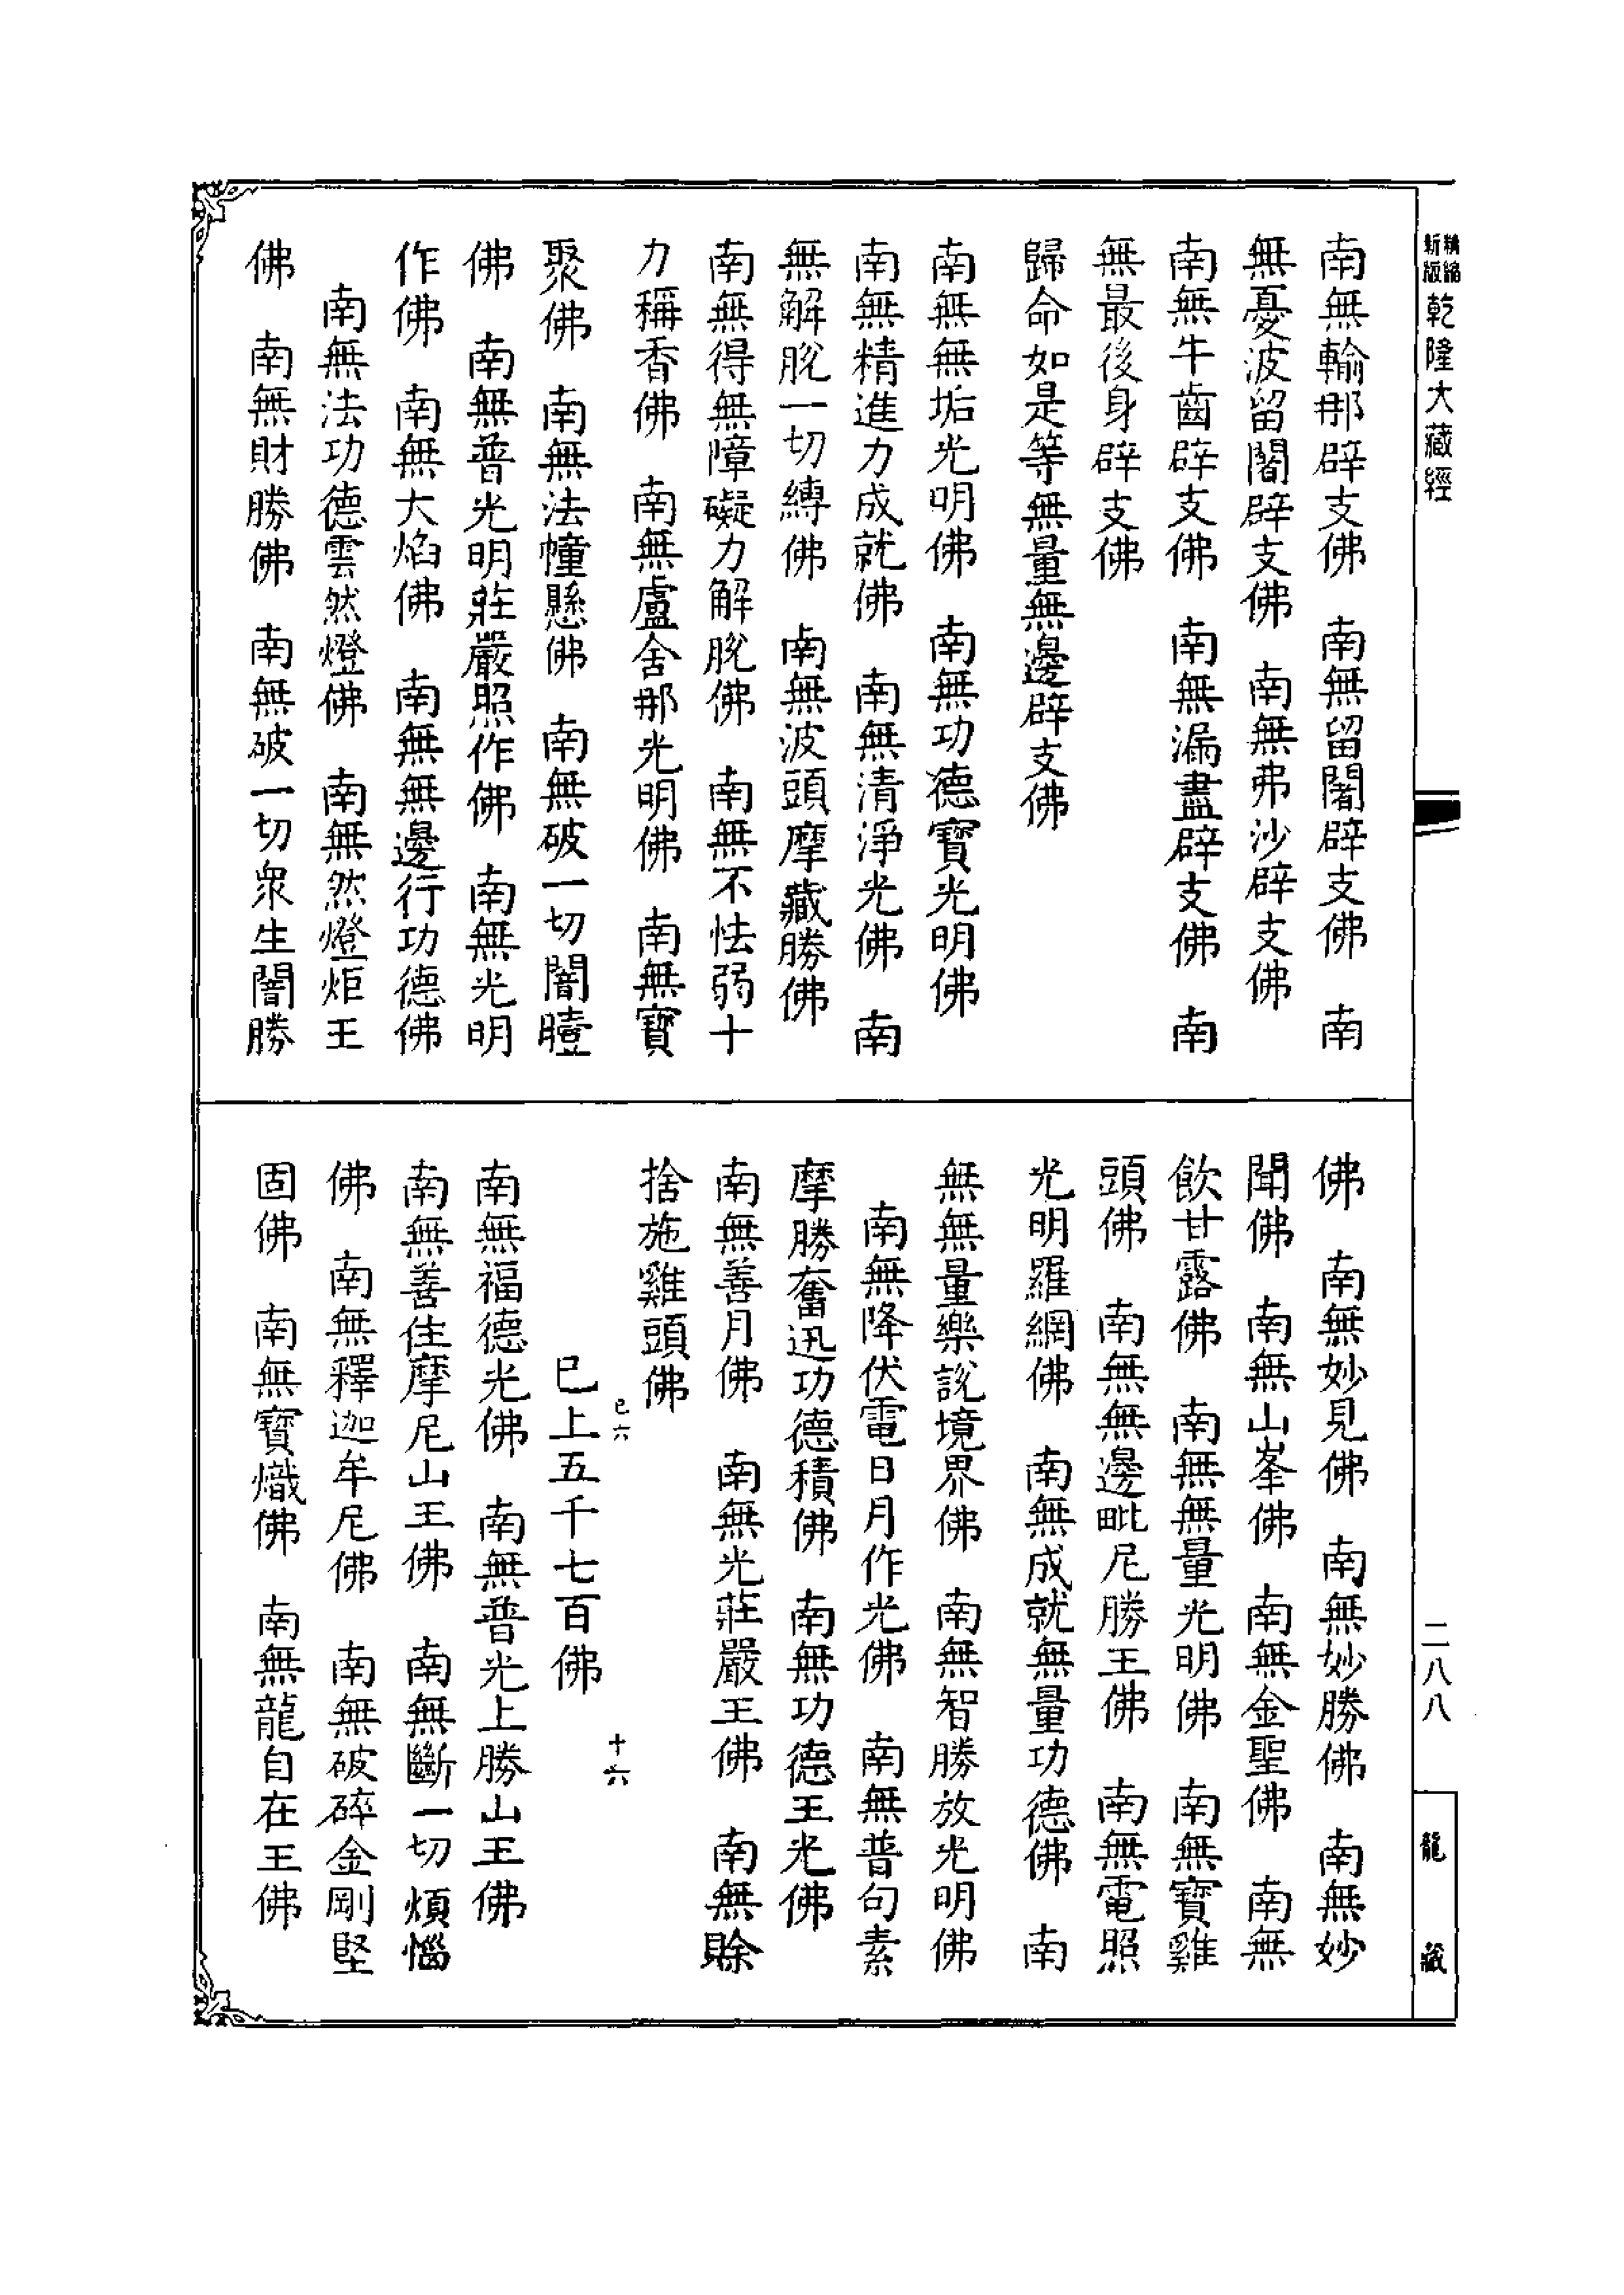 精縮新版乾隆大藏經
南無輸那辟支佛　南無留闍辟支佛　南
無憂波留闍辟支佛　南無弗沙辟支佛
南無牛齒辟支佛　南無漏盡辟支佛　南
無最後身辟支佛
歸命如是等無量無邊辟支佛
南無無垢光明佛　南無功德寶光明佛
南無精進力成就佛　南無清淨光佛　南
無解脫一切縛佛　南無波頭摩藏勝佛
南無得無障礙力解脫佛　南無不怯弱十
力稱香佛　南無盧舍那光明佛　南無寶
聚佛　南無法幢懸佛　南無破一切闇曀
佛　南無普光明莊嚴照作佛　南無光明
作佛　南無大焰佛　南無無邊行功德佛
　南無法功德雲然燈佛　南無然燈炬王
佛　南無財勝佛　南無破一切眾生闇勝
佛　南無妙見佛　南無妙勝佛　南無妙
聞佛　南無山峯佛　南無金聖佛　南無
飲甘露佛　南無無量光明佛　南無寶雞
頭佛　南無無邊毗尼勝王佛　南無電照
光明羅網佛　南無成就無量功德佛　南
無無量樂說境界佛　南無智勝放光明佛
　南無降伏電日月作光佛　南無普句素
摩勝奮迅功德積佛　南無功德王光佛
南無善月佛　南無光莊嚴王佛　南無賒
捨施雞頭佛
已六　十六
已上五千七百佛
南無福德光佛　南無普光上勝山王佛
南無善住摩尼山王佛　南無斷一切煩惱
佛　南無釋迦牟尼佛　南無破碎金剛堅
固佛　南無寶熾佛　南無龍自在王佛
二八八
龍藏